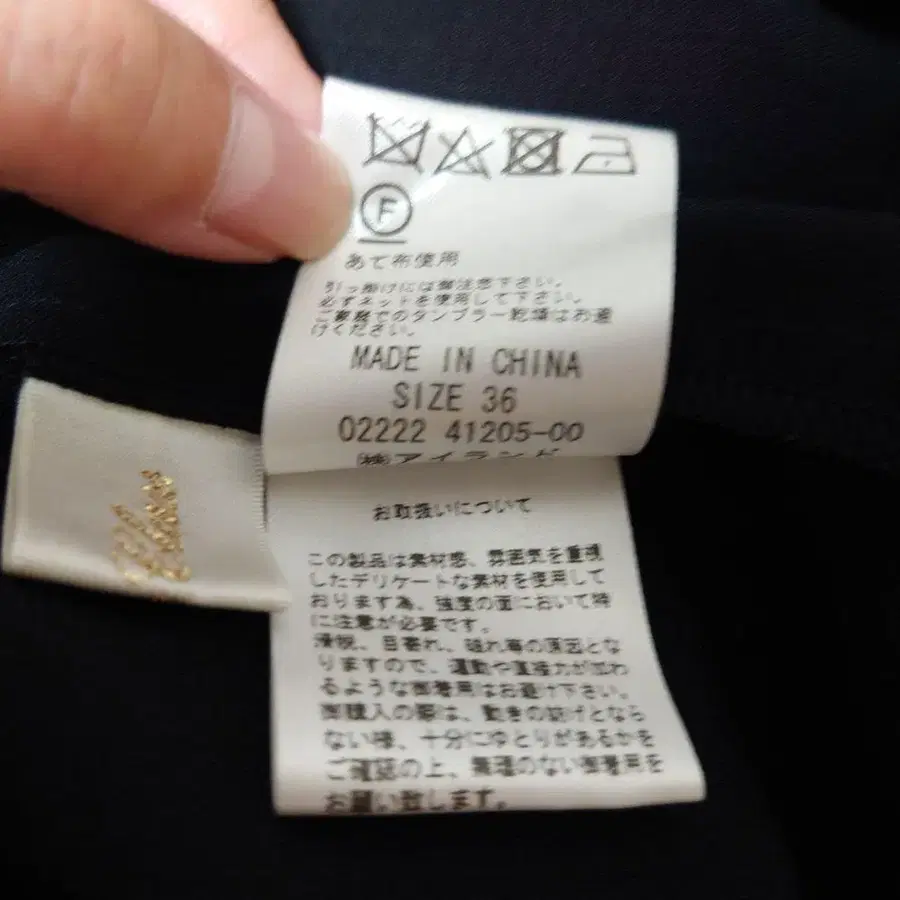 F
あて布使用
引っ掛けには御注意下さい。
必ずネットを使用して下さい。
ご家庭でのタンブラー乾燥はお避
けください。
MADE IN CHINA
SIZE 36
02222 41205-00
㈱アイランド
お取扱いについて
この製品は素材感、雰囲気を重視
したデリケートな素材を使用して
おります為、強度の面において特
に注意が必要です。
滑脱、目寄れ、破れ等の原因とな
りますので、運動や直接力が加わ
るような御着用はお避け下さい。
御購入の際は、動きの妨げとなら
ない様、十分にゆとりがあるかを
ご確認の上、無理のない御着用を
お願い致します。